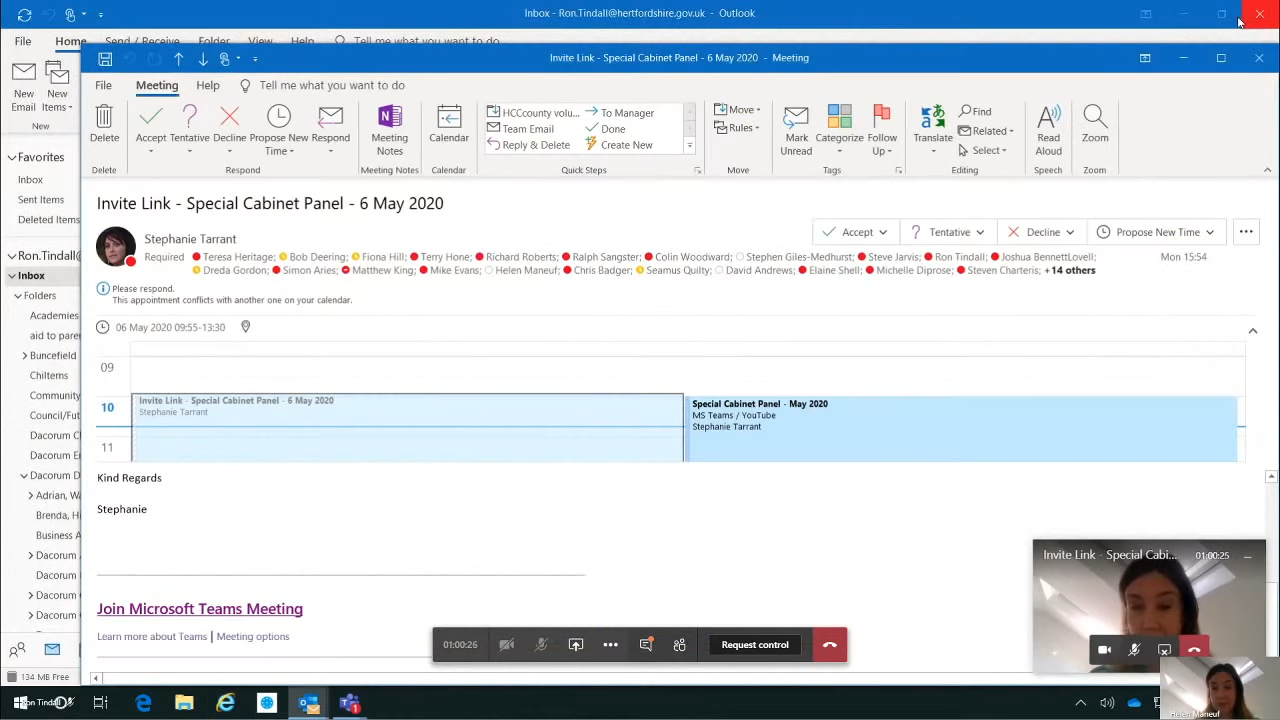 Inbox - Ron.Tindall@hertfordshire.gov.uk - Outlook
File Home Send / Receive Folder View Help Tell me what you want to do
Invite Link - Special Cabinet Panel - 6 May 2020 - Meeting
File Meeting Help Tell me what you want to do
New Email
New Items
New
Delete
Accept
Tentative
Decline
Propose New Time
Respond
Meeting Notes
Calendar
HCCcounty volu...
To Manager
Team Email
Done
Reply & Delete
Create New
Move
Rules
Mark Unread
Categorize
Follow Up
Translate
Find
Related
Select
Read Aloud
Zoom
Delete Respond Meeting Notes Calendar Quick Steps Move Tags Editing Speech Zoom
Favorites
Inbox
Sent Items
Deleted Items
Ron.Tindall@
Inbox
Folders
Academies
aid to pare
Buncefield
Chilterns
Community
Council/Fut
Dacorum C
Dacorum E
Dacorum D
Adrian, Wa
Brenda, Hi
Business A
Dacorum
Dacorum B
Dacorum C
Dacorum C
134 MB Free
Invite Link - Special Cabinet Panel - 6 May 2020
Stephanie Tarrant
Accept Tentative Decline Propose New Time
Required Teresa Heritage; Bob Deering; Fiona Hill; Terry Hone; Richard Roberts; Ralph Sangster; Colin Woodward; Stephen Giles-Medhurst; Steve Jarvis; Ron Tindall; Joshua BennettLovell;
Dreda Gordon; Simon Aries; Matthew King; Mike Evans; Helen Maneuf; Chris Badger; Seamus Quilty; David Andrews; Elaine Shell; Michelle Diprose; Steven Charteris; +14 others
Mon 15:54
Please respond.
This appointment conflicts with another one on your calendar.
06 May 2020 09:55-13:30
09
10
11
Invite Link - Special Cabinet Panel - 6 May 2020
Stephanie Tarrant
Special Cabinet Panel - May 2020
MS Teams / YouTube
Stephanie Tarrant
Kind Regards
Stephanie
Join Microsoft Teams Meeting
Learn more about Teams | Meeting options
Invite Link - Special Cabi... 01:00:25
01:00:26
Request control
Helen Maneuf